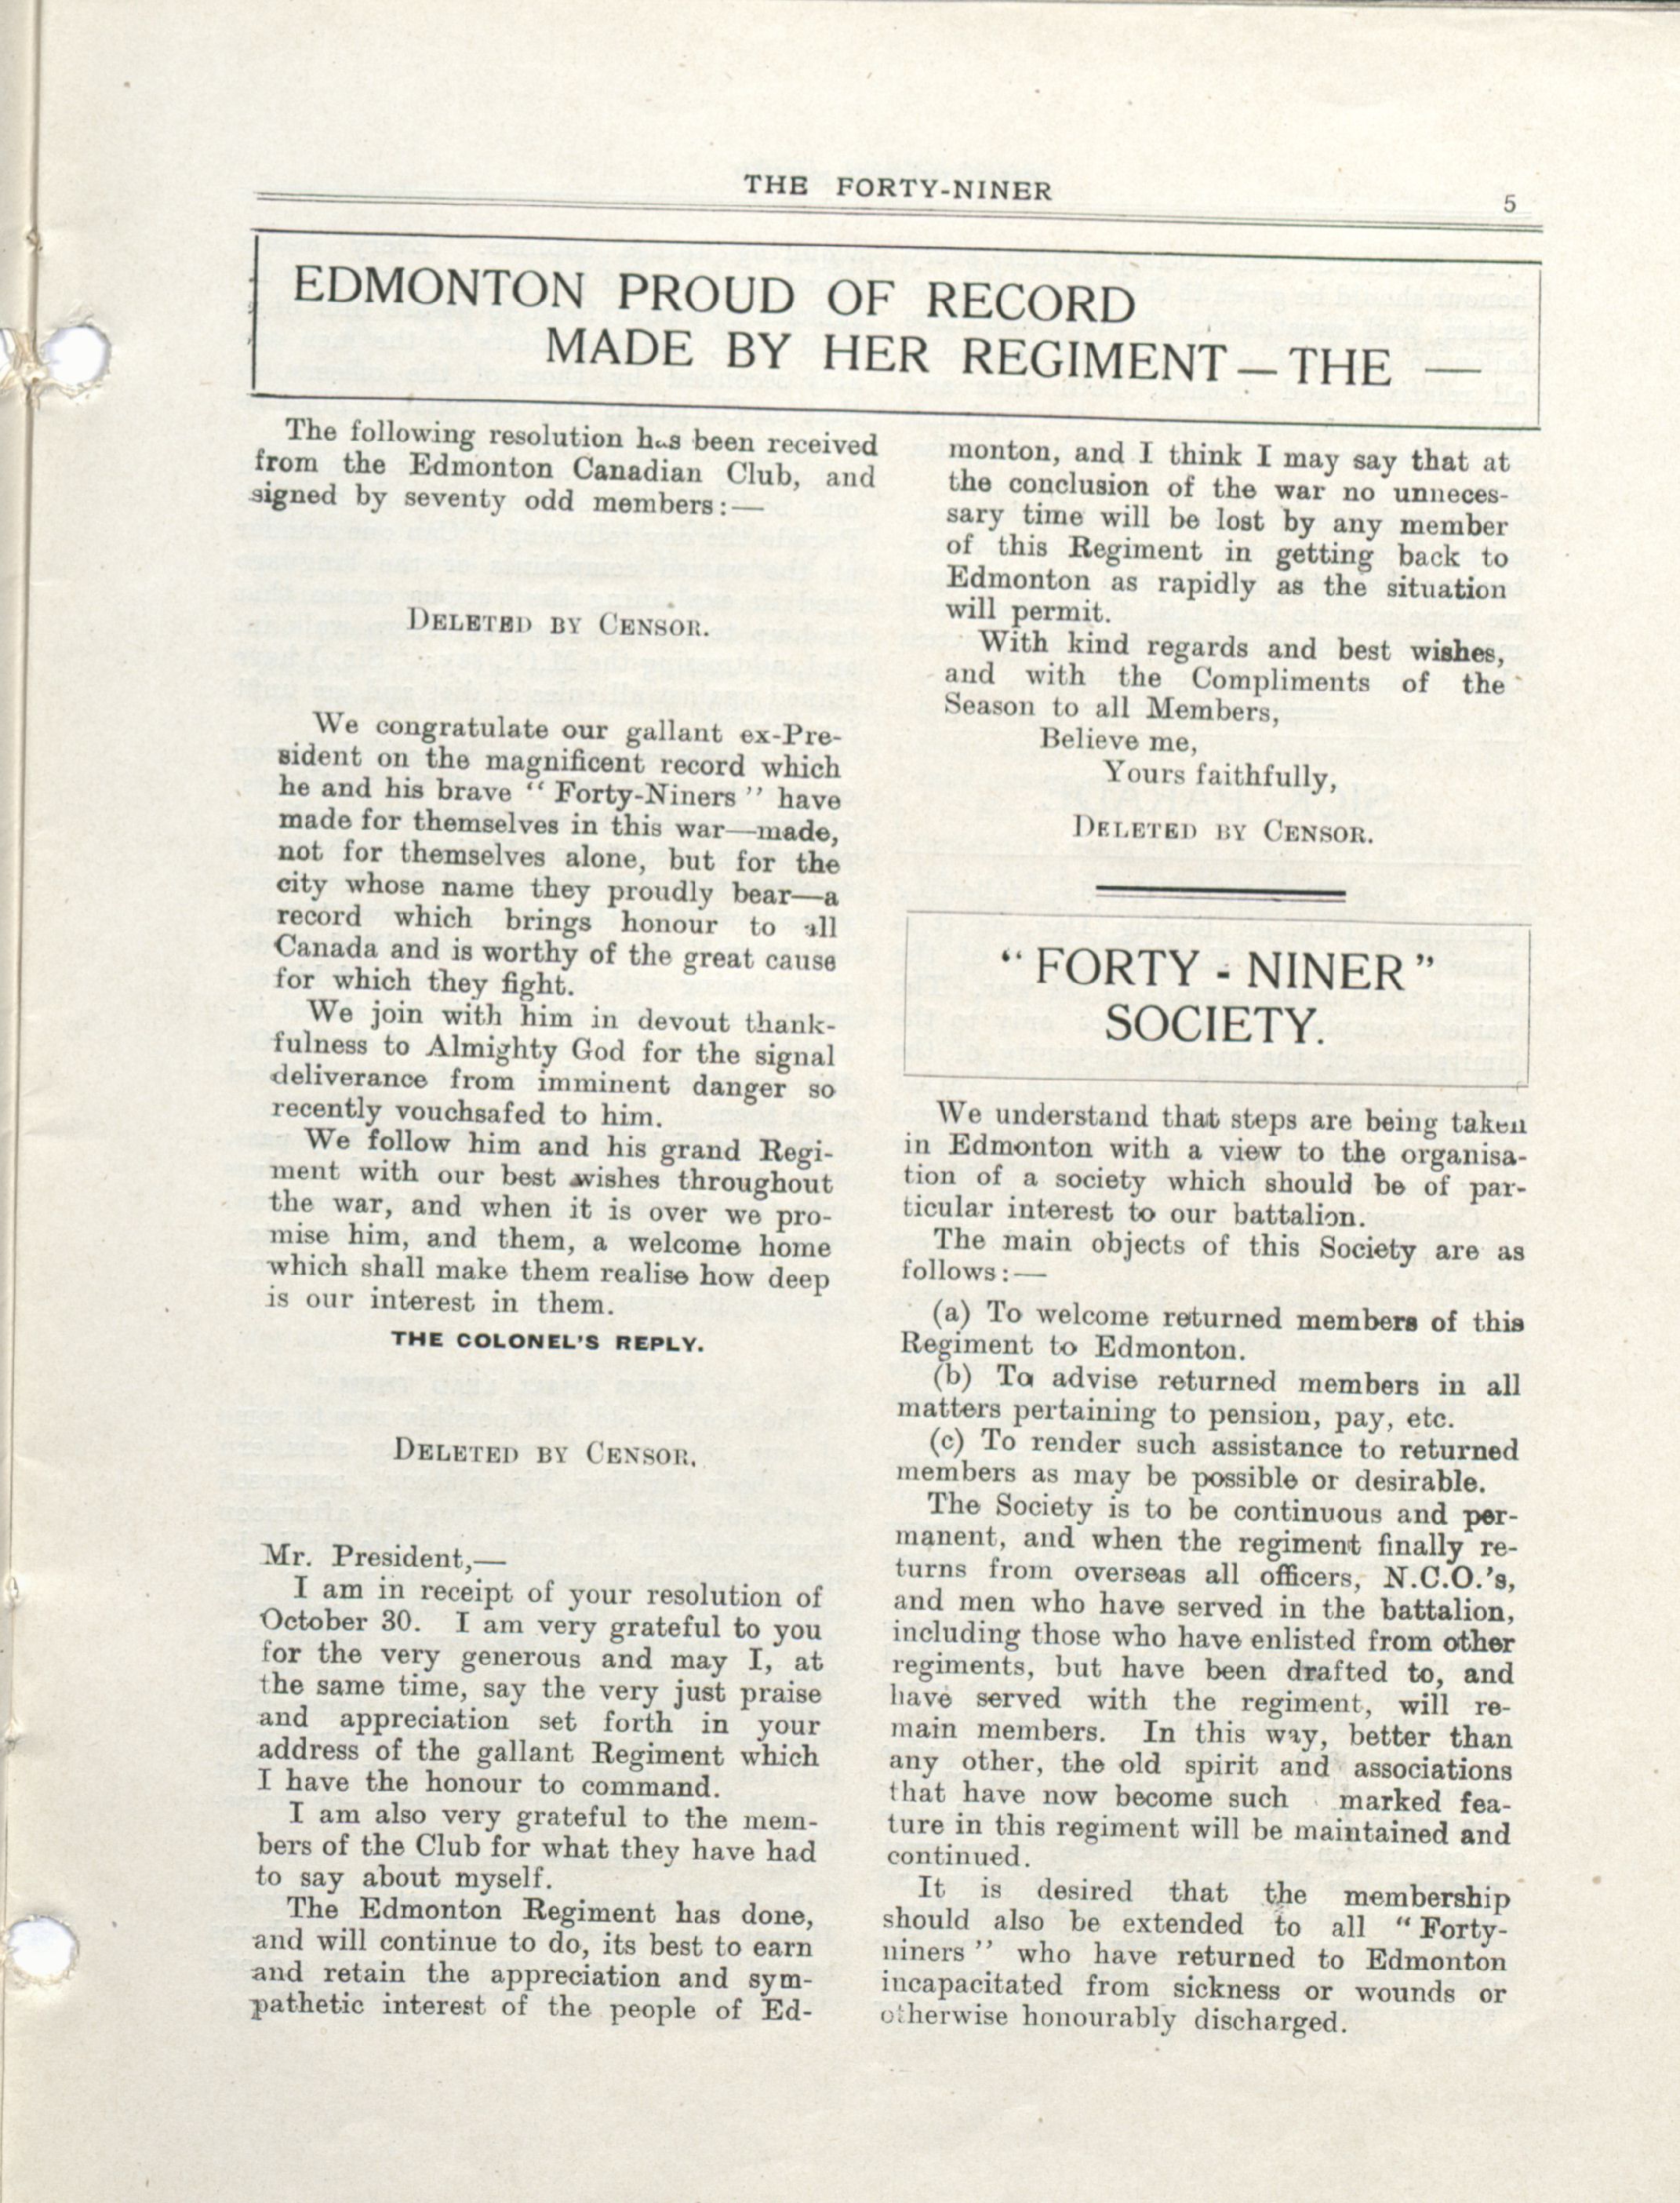 THE FORTY-NINER
5
EDMONTON PROUD OF RECORD
MADE BY HER REGIMENT — THE —
The following resolution has been received
from the Edmonton Canadian Club, and
signed by seventy odd members:—
DELETED BY CENSOR.
We congratulate our gallant ex-Pre-
sident on the magnificent record which
he and his brave “ Forty-Niners ” have
made for themselves in this war—made,
not for themselves alone, but for the
city whose name they proudly bear—a
record which brings honour to all
Canada and is worthy of the great cause
for which they fight.
We join with him in devout thank-
fulness to Almighty God for the signal
deliverance from imminent danger so
recently vouchsafed to him.
We follow him and his grand Regi-
ment with our best wishes throughout
the war, and when it is over we pro-
mise him, and them, a welcome home
which shall make them realise how deep
is our interest in them.
THE COLONEL'S REPLY.
DELETED BY CENSOR.
Mr. President,—
I am in receipt of your resolution of
October 30. I am very grateful to you
for the very generous and may I, at
the same time, say the very just praise
and appreciation set forth in your
address of the gallant Regiment which
I have the honour to command.
I am also very grateful to the mem-
bers of the Club for what they have had
to say about myself.
The Edmonton Regiment has done,
and will continue to do, its best to earn
and retain the appreciation and sym-
pathetic interest of the people of Ed-
monton, and I think I may say that at
the conclusion of the war no unneces-
sary time will be lost by any member
of this Regiment in getting back to
Edmonton as rapidly as the situation
will permit.
With kind regards and best wishes,
and with the Compliments of the
Season to all Members,
Believe me,
Yours faithfully,
DELETED BY CENSOR.
“ FORTY - NINER ”
SOCIETY.
We understand that steps are being taken
in Edmonton with a view to the organisa-
tion of a society which should be of par-
ticular interest to our battalion.
The main objects of this Society are as
follows:—
(a) To welcome returned members of this
Regiment to Edmonton.
(b) To advise returned members in all
matters pertaining to pension, pay, etc.
(c) To render such assistance to returned
members as may be possible or desirable.
The Society is to be continuous and per-
manent, and when the regiment finally re-
turns from overseas all officers, N.C.O.'s,
and men who have served in the battalion,
including those who have enlisted from other
regiments, but have been drafted to, and
have served with the regiment, will re-
main members. In this way, better than
any other, the old spirit and associations
that have now become such marked fea-
ture in this regiment will be maintained and
continued.
It is desired that the membership
should also be extended to all “ Forty-
niners ” who have returned to Edmonton
incapacitated from sickness or wounds or
otherwise honourably discharged.